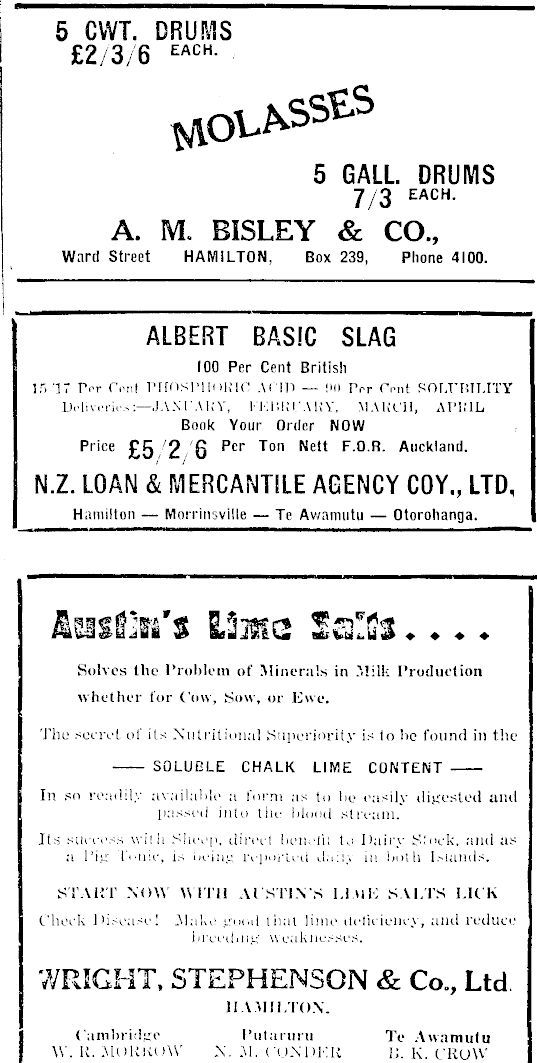 5 CWT. DRUMS
£2/3/6 EACH.
MOLASSES
5 GALL. DRUMS
7/3 EACH.
A. M. BISLEY & CO.,
Ward Street HAMILTON, Box 239, Phone 4100.
ALBERT BASIC SLAG
100 Per Cent British
15/17 Per Cent PHOSPHORIC ACID — 90 Per Cent SOLUBILITY
Deliveries:—JANUARY, FEBRUARY, MARCH, APRIL
Book Your Order NOW
Price £5/2/6 Per Ton Nett F.O.R. Auckland.
N.Z. LOAN & MERCANTILE AGENCY COY., LTD,
Hamilton — Morrinsville — Te Awamutu — Otorohanga.
Austin's Lime Salts....
Solves the Problem of Minerals in Milk Production
whether for Cow, Sow, or Ewe.
The secret of its Nutritional Superiority is to be found in the
—— SOLUBLE CHALK LIME CONTENT ——
In so readily available a form as to be easily digested and
passed into the blood stream.
Its success with Sheep, direct benefit to Dairy Stock, and as
a Pig Tonic, is being reported daily in both Islands.
START NOW WITH AUSTIN'S LIME SALTS LICK
Check Disease! Make good that lime deficiency, and reduce
breeding weaknesses.
WRIGHT, STEPHENSON & Co., Ltd.
HAMILTON.
Cambridge Putaruru Te Awamutu
W. R. MORROW N. M. CONDER B. K. CROW